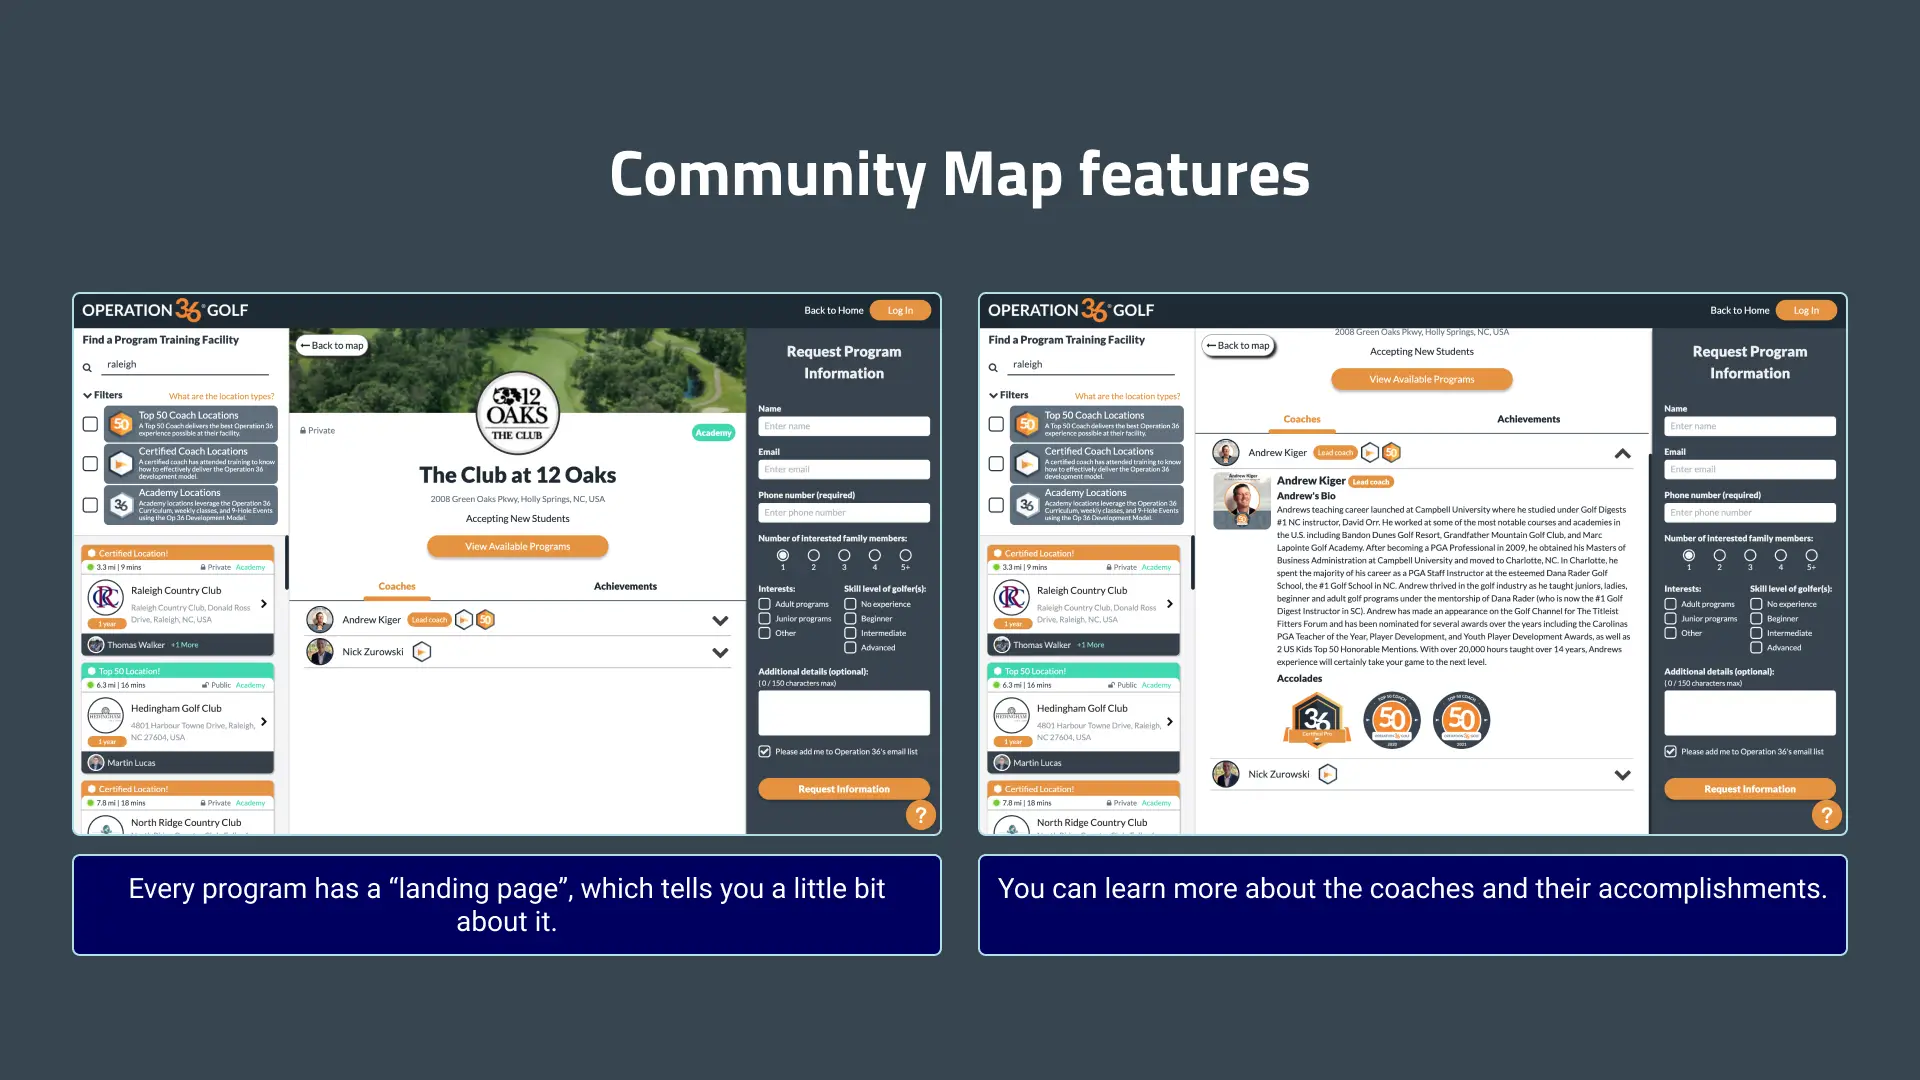 Community Map features
OPERATION 36 GOLF
Back to Home
Log In
Find a Program Training Facility
raleigh
Filters
What are the location types?
50
Top 50 Coach Locations
A Top 50 Coach delivers the best Operation 36
experience possible at their facility.
Certified Coach Locations
A certified coach has attended training to know
how to effectively deliver the Operation 36
development model.
36
Academy Locations
Academy locations leverage the Operation 36
Curriculum, weekly classes, and 9-Hole Events
using the Op 36 Development Model.
Certified Location!
3.3 mi | 9 mins
Private Academy
Raleigh Country Club
Raleigh Country Club, Donald Ross
Drive, Raleigh, NC, USA
1 year
Thomas Walker +1 More
Top 50 Location!
6.3 mi | 16 mins
Public Academy
Hedingham Golf Club
4801 Harbour Towne Drive, Raleigh,
NC 27604, USA
HEDINGHAM
1 year
Martin Lucas
Certified Location!
7.8 mi | 18 mins
Private Academy
North Ridge Country Club
Back to map
12
OAKS
THE CLUB
Private
Academy
The Club at 12 Oaks
2008 Green Oaks Pkwy, Holly Springs, NC, USA
Accepting New Students
View Available Programs
Coaches
Achievements
Andrew Kiger Lead coach 50
Nick Zurowski
Request Program
Information
Name
Enter name
Email
Enter email
Phone number (required)
Enter phone number
Number of interested family members:
1 2 3 4 5+
Interests:
Skill level of golfer(s):
Adult programs
No experience
Junior programs
Beginner
Other
Intermediate
Advanced
Additional details (optional):
( 0 / 150 characters max)
Please add me to Operation 36's email list
Request Information
?
Every program has a “landing page”, which tells you a little bit
about it.
OPERATION 36 GOLF
Back to Home
Log In
Find a Program Training Facility
raleigh
Filters
What are the location types?
50
Top 50 Coach Locations
A Top 50 Coach delivers the best Operation 36
experience possible at their facility.
Certified Coach Locations
A certified coach has attended training to know
how to effectively deliver the Operation 36
development model.
36
Academy Locations
Academy locations leverage the Operation 36
Curriculum, weekly classes, and 9-Hole Events
using the Op 36 Development Model.
Certified Location!
3.3 mi | 9 mins
Private Academy
Raleigh Country Club
Raleigh Country Club, Donald Ross
Drive, Raleigh, NC, USA
1 year
Thomas Walker +1 More
Top 50 Location!
6.3 mi | 16 mins
Public Academy
Hedingham Golf Club
4801 Harbour Towne Drive, Raleigh,
NC 27604, USA
HEDINGHAM
1 year
Martin Lucas
Certified Location!
7.8 mi | 18 mins
Private Academy
North Ridge Country Club
Back to map
2008 Green Oaks Pkwy, Holly Springs, NC, USA
Accepting New Students
View Available Programs
Coaches
Achievements
Andrew Kiger Lead coach 50
Andrew Kiger
Andrew Kiger Lead coach
Andrew's Bio
Andrews teaching career launched at Campbell University where he studied under Golf Digests
#1 NC instructor, David Orr. He worked at some of the most notable courses and academies in
the U.S. including Bandon Dunes Golf Resort, Grandfather Mountain Golf Club, and Marc
Lapointe Golf Academy. After becoming a PGA Professional in 2009, he obtained his Masters of
Business Administration at Campbell University and moved to Charlotte, NC. In Charlotte, he
spent the majority of his career as a PGA Staff Instructor at the esteemed Dana Rader Golf
School, the #1 Golf School in NC. Andrew thrived in the golf industry as he taught juniors, ladies,
beginner and adult golf programs under the mentorship of Dana Rader (who is now the #1 Golf
Digest Instructor in SC). Andrew has made an appearance on the Golf Channel for The Titleist
Fitters Forum and has been nominated for several awards over the years including the Carolinas
PGA Teacher of the Year, Player Development, and Youth Player Development Awards, as well as
2 US Kids Top 50 Honorable Mentions. With over 20,000 hours taught over 14 years, Andrews
experience will certainly take your game to the next level.
Accolades
36
Certified Pro
TOP 50 COACH
50
OPERATION 36 GOLF
2020
TOP 50 COACH
50
OPERATION 36 GOLF
2021
Nick Zurowski
Request Program
Information
Name
Enter name
Email
Enter email
Phone number (required)
Enter phone number
Number of interested family members:
1 2 3 4 5+
Interests:
Skill level of golfer(s):
Adult programs
No experience
Junior programs
Beginner
Other
Intermediate
Advanced
Additional details (optional):
( 0 / 150 characters max)
Please add me to Operation 36's email list
Request Information
?
You can learn more about the coaches and their accomplishments.